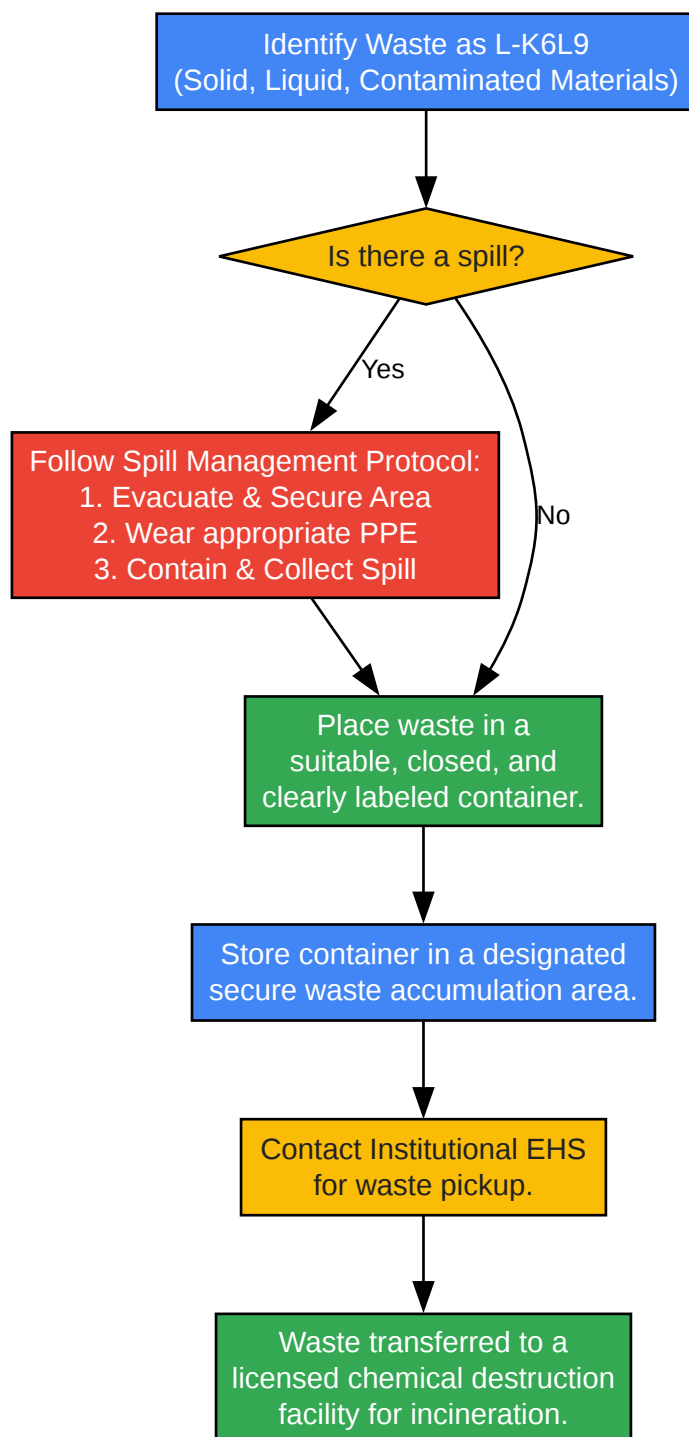 Identify Waste as L-K6L9
(Solid, Liquid, Contaminated Materials)
Is there a spill?
Yes
Follow Spill Management Protocol:
1. Evacuate & Secure Area
2. Wear appropriate PPE
3. Contain & Collect Spill
No
Place waste in a
suitable, closed, and
clearly labeled container.
Store container in a designated
secure waste accumulation area.
Contact Institutional EHS
for waste pickup.
Waste transferred to a
licensed chemical destruction
facility for incineration.